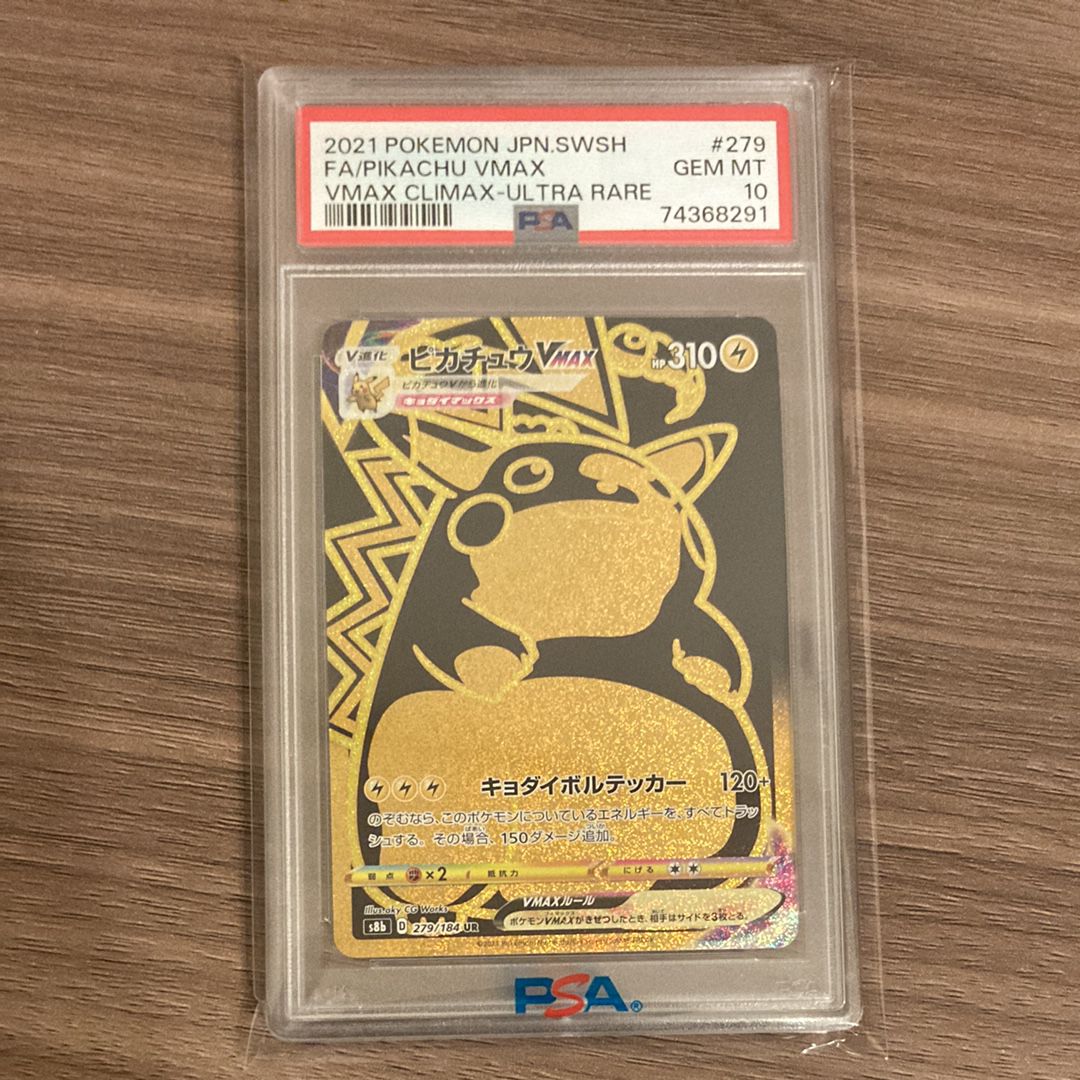 2021 POKEMON JPN.SWSH #279
FA/PIKACHU VMAX GEM MT
VMAX CLIMAX-ULTRA RARE 10
PSA 74368291
V進化 ピカチュウVMAX HP310
ピカチュウVから進化
キョダイマックス
キョダイボルテッカー 120+
のぞむなら、このポケモンについているエネルギーを、すべてトラッ
シュする。その場合、150ダメージ追加。
弱点 ×2 抵抗力 にげる
VMAXルール
Illus. aky CG Works
ポケモンVMAXがきぜつしたとき、相手はサイドを3枚とる。
s8b D 279/184 UR
PSA®